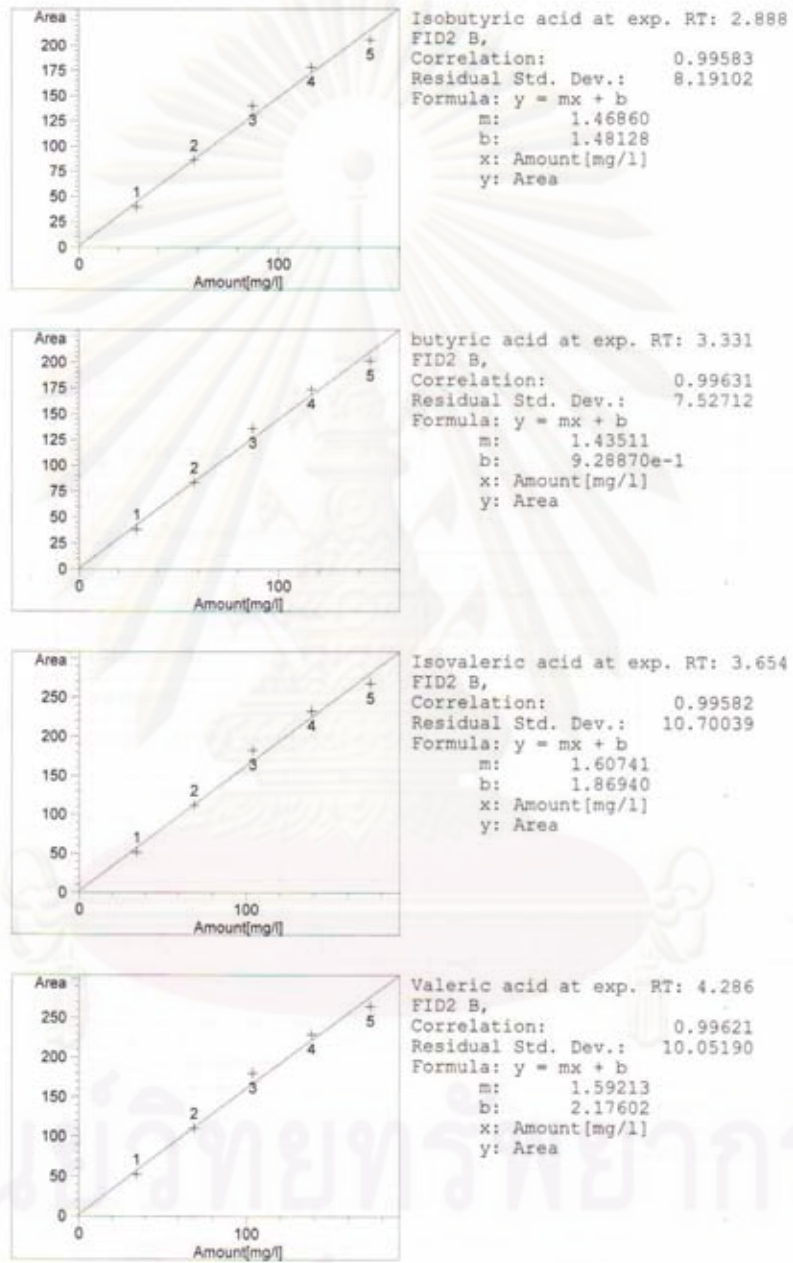 Area
200
175
150
125
100
75
50
25
0
1
2
3
4
5
0
100
Amount[mg/l]
Isobutyric acid at exp. RT: 2.888
FID2 B,
Correlation: 0.99583
Residual Std. Dev.: 8.19102
Formula: y = mx + b
m: 1.46860
b: 1.48128
x: Amount[mg/l]
y: Area
Area
200
175
150
125
100
75
50
25
0
1
2
3
4
5
0
100
Amount[mg/l]
butyric acid at exp. RT: 3.331
FID2 B,
Correlation: 0.99631
Residual Std. Dev.: 7.52712
Formula: y = mx + b
m: 1.43511
b: 9.28870e-1
x: Amount[mg/l]
y: Area
Area
250
200
150
100
50
0
1
2
3
4
5
0
100
Amount[mg/l]
Isovaleric acid at exp. RT: 3.654
FID2 B,
Correlation: 0.99582
Residual Std. Dev.: 10.70039
Formula: y = mx + b
m: 1.60741
b: 1.86940
x: Amount[mg/l]
y: Area
Area
250
200
150
100
50
0
1
2
3
4
5
0
100
Amount[mg/l]
Valeric acid at exp. RT: 4.286
FID2 B,
Correlation: 0.99621
Residual Std. Dev.: 10.05190
Formula: y = mx + b
m: 1.59213
b: 2.17602
x: Amount[mg/l]
y: Area